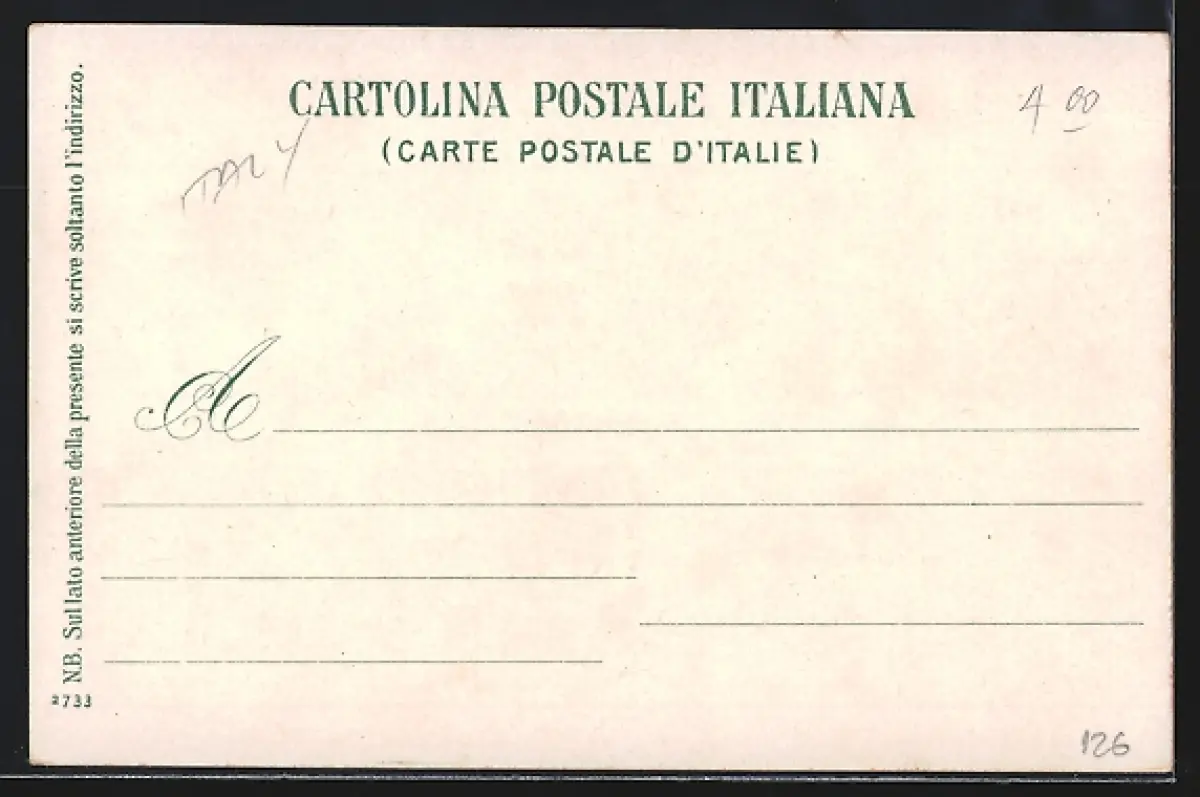 CARTOLINA POSTALE ITALIANA
(CARTE POSTALE D'ITALIE)
4 00
ITALY
N.B. Sul lato anteriore della presente si scrive soltanto l'indirizzo.
A
2733
126